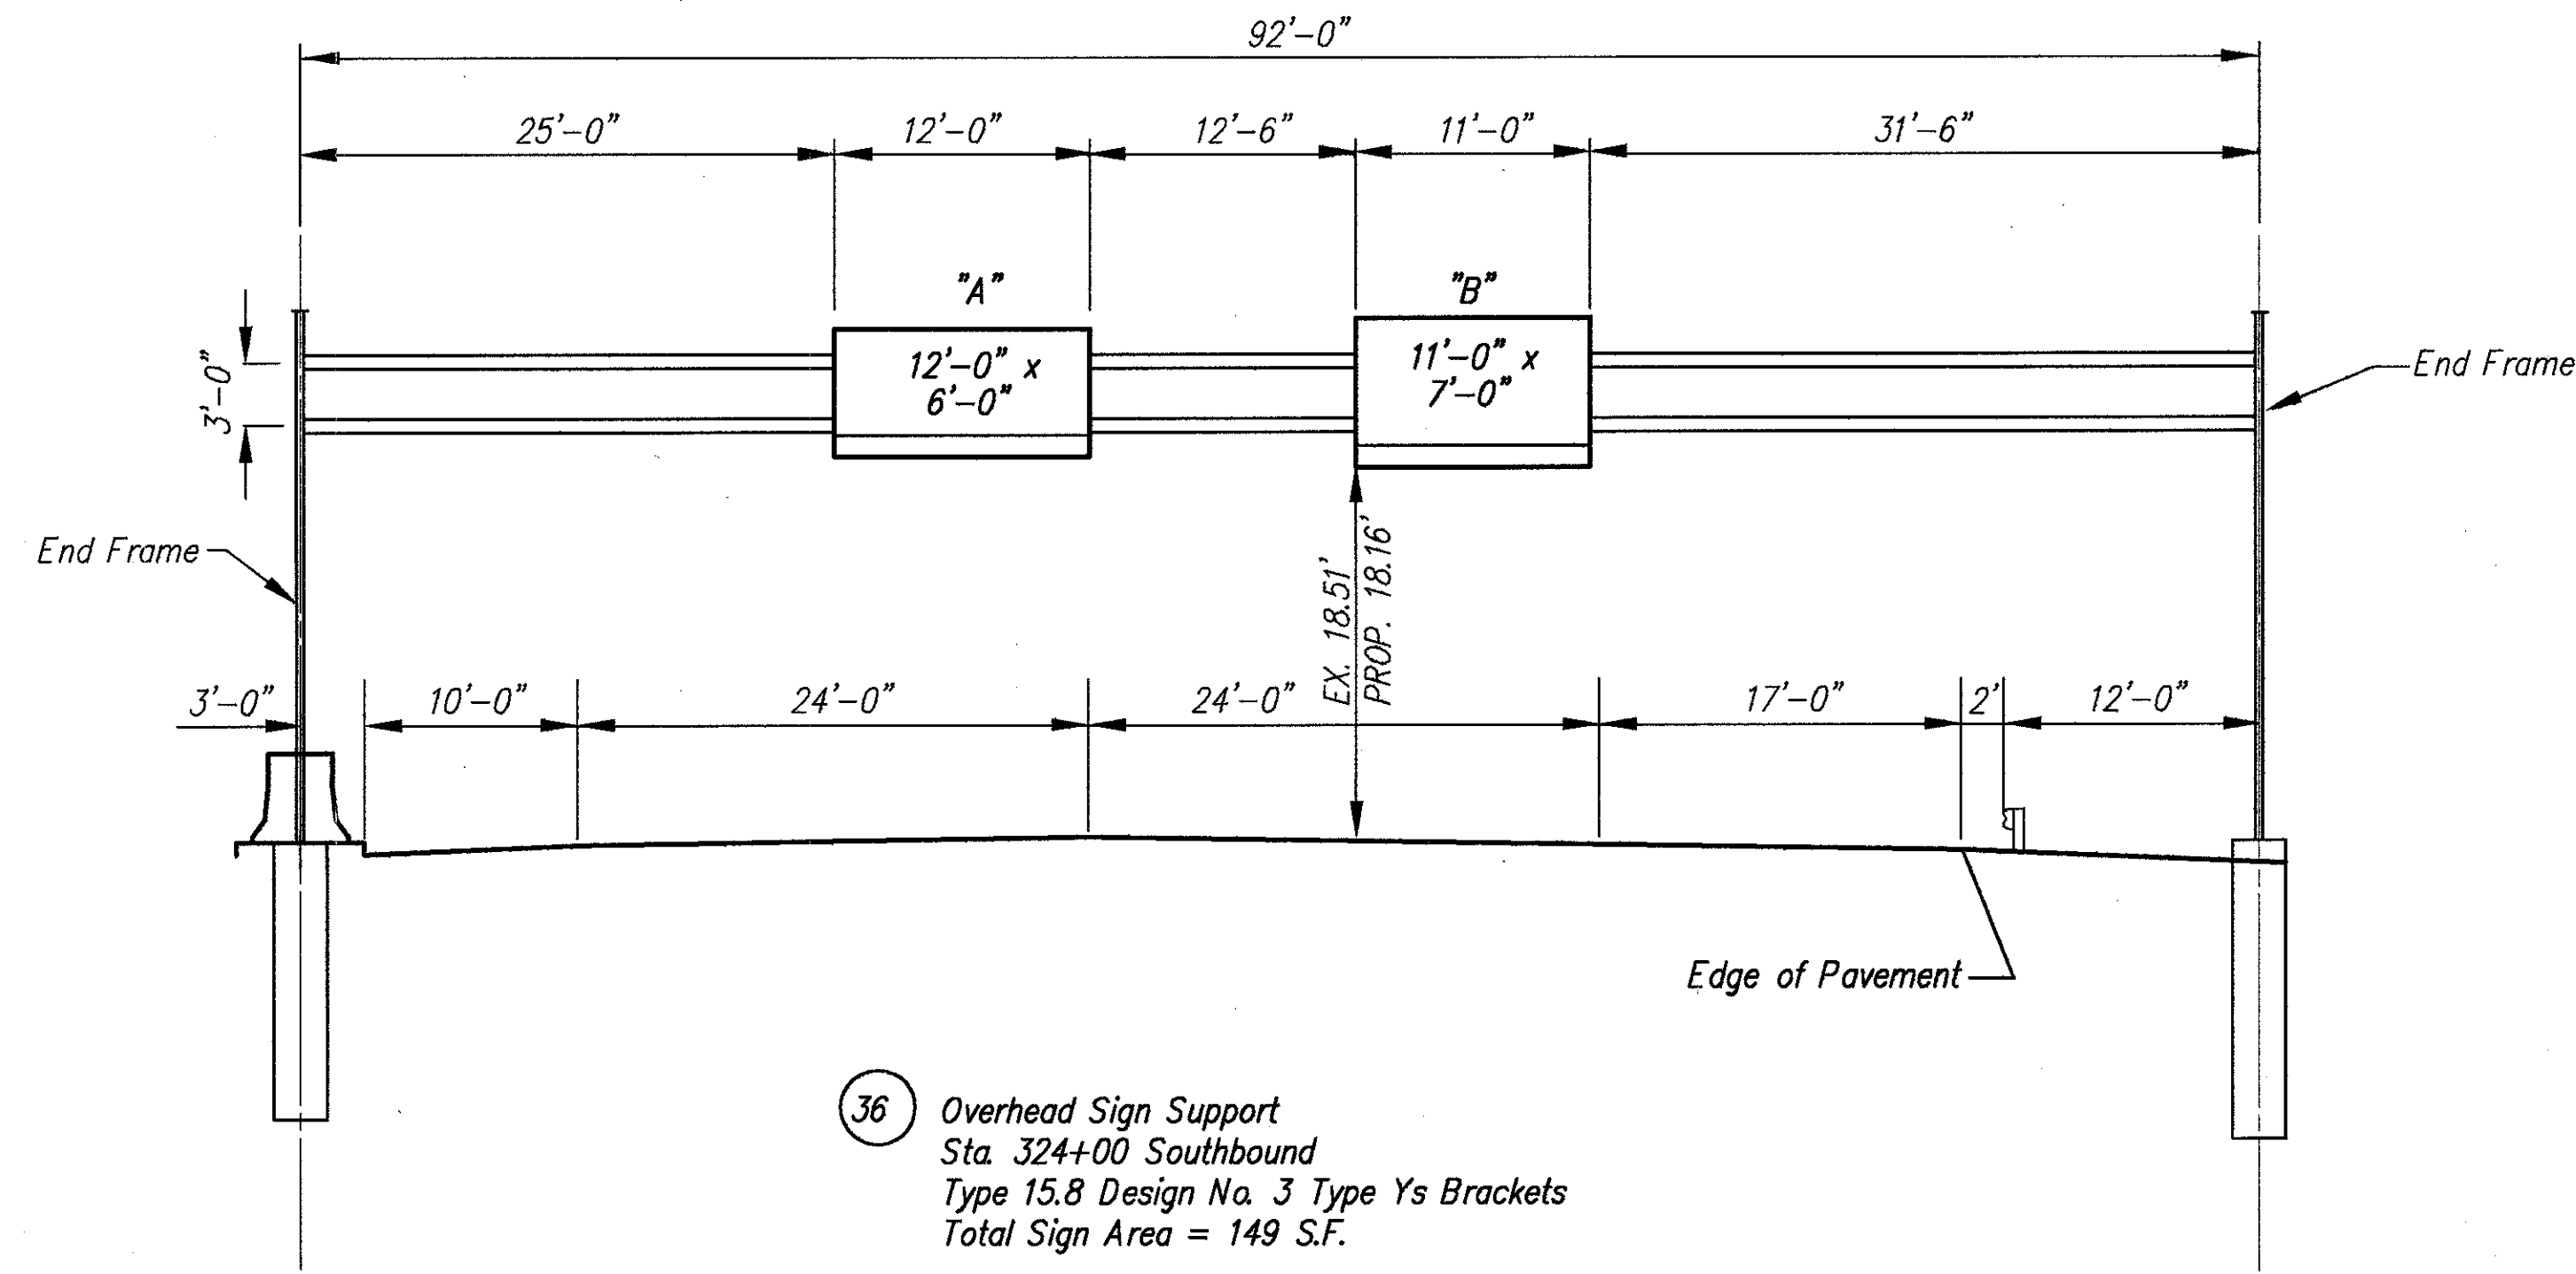 92'-0"
25'-0"
12'-0"
12'-6"
11'-0"
31'-6"
"A"
"B"
12'-0" x
6'-0"
11'-0" x
7'-0"
3'-0"
End Frame
End Frame
EX. 18.51'
PROP. 18.16'
3'-0"
10'-0"
24'-0"
24'-0"
17'-0"
2'
12'-0"
Edge of Pavement
36
Overhead Sign Support
Sta. 324+00 Southbound
Type 15.8 Design No. 3 Type Ys Brackets
Total Sign Area = 149 S.F.